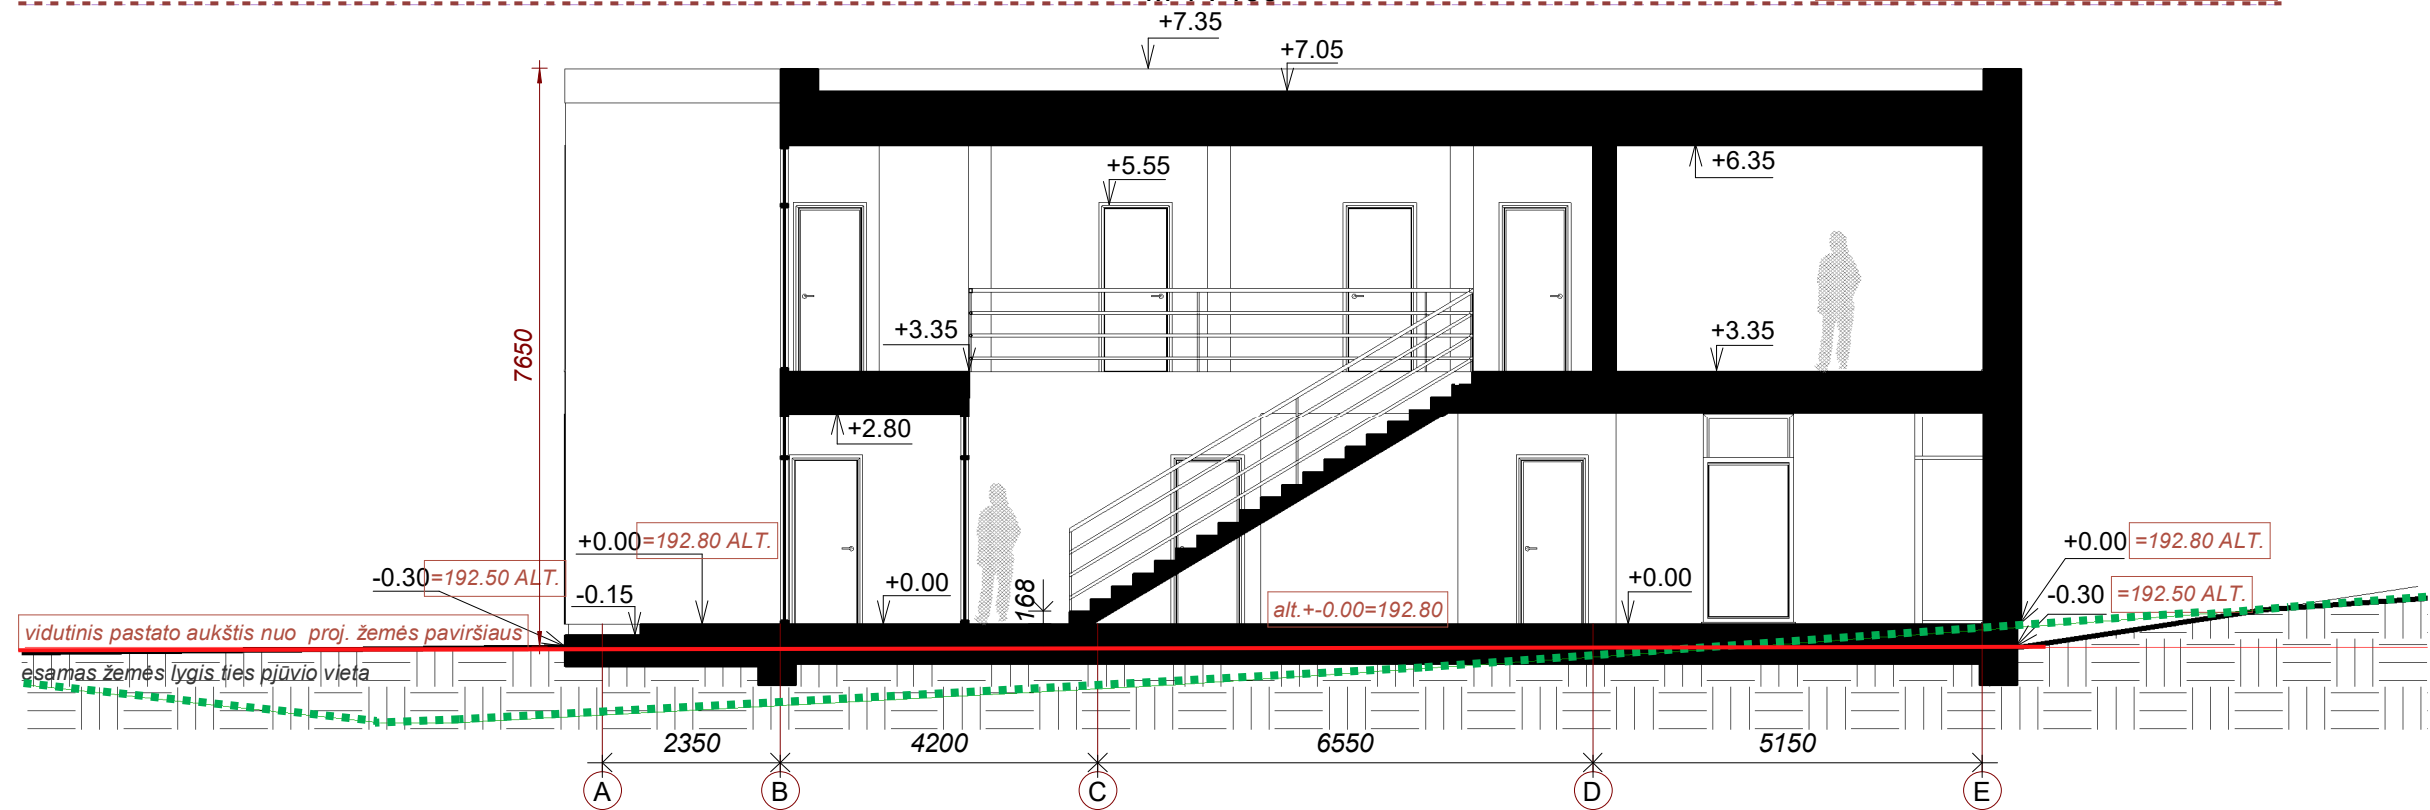 +7.35
+7.05
+5.55
+6.35
+3.35
+3.35
7650
+2.80
+0.00 =192.80 ALT.
-0.30 =192.50 ALT.
-0.15
+0.00
168
alt.+-0.00=192.80
+0.00
+0.00 =192.80 ALT.
-0.30 =192.50 ALT.
vidutinis pastato aukštis nuo proj. žemės paviršiaus
esamas žemės lygis ties pjūvio vieta
2350 4200 6550 5150
A B C D E